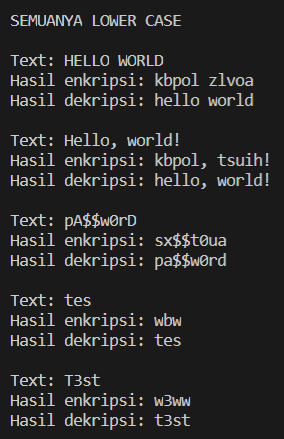 SEMUANYA LOWER CASE
Text: HELLO WORLD
Hasil enkripsi: kbpol zlvoa
Hasil dekripsi: hello world
Text: Hello, world!
Hasil enkripsi: kbpol, tsuih!
Hasil dekripsi: hello, world!
Text: pA$$w0rD
Hasil enkripsi: sx$$t0ua
Hasil dekripsi: pa$$w0rd
Text: tes
Hasil enkripsi: wbw
Hasil dekripsi: tes
Text: T3st
Hasil enkripsi: w3ww
Hasil dekripsi: t3st